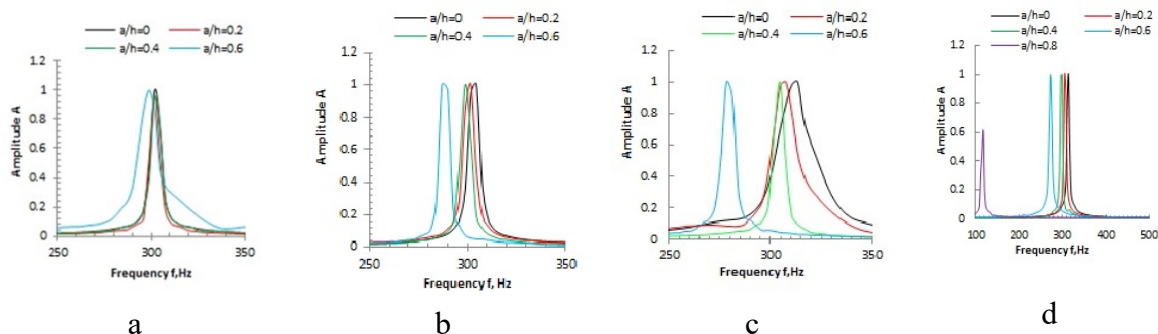 a/h=0 a/h=0.2
a/h=0.4 a/h=0.6
1.2
1
0.8
0.6
0.4
0.2
0
Amplitude A
250 300 350
Frequency f,Hz
a
a/h=0 a/h=0.2
a/h=0.4 a/h=0.6
1.2
1
0.8
0.6
0.4
0.2
0
Amplitude A
250 300 350
Frequency f, Hz
b
a/h=0 a/h=0.2
a/h=0.4 a/h=0.6
1.2
1
0.8
0.6
0.4
0.2
0
Amplitude A
250 300 350
Frequency f,Hz
c
a/h=0 a/h=0.2
a/h=0.4 a/h=0.6
a/h=0.8
1.2
1
0.8
0.6
0.4
0.2
0
Amplitude A
100 200 300 400 500
Frequency f,Hz
d